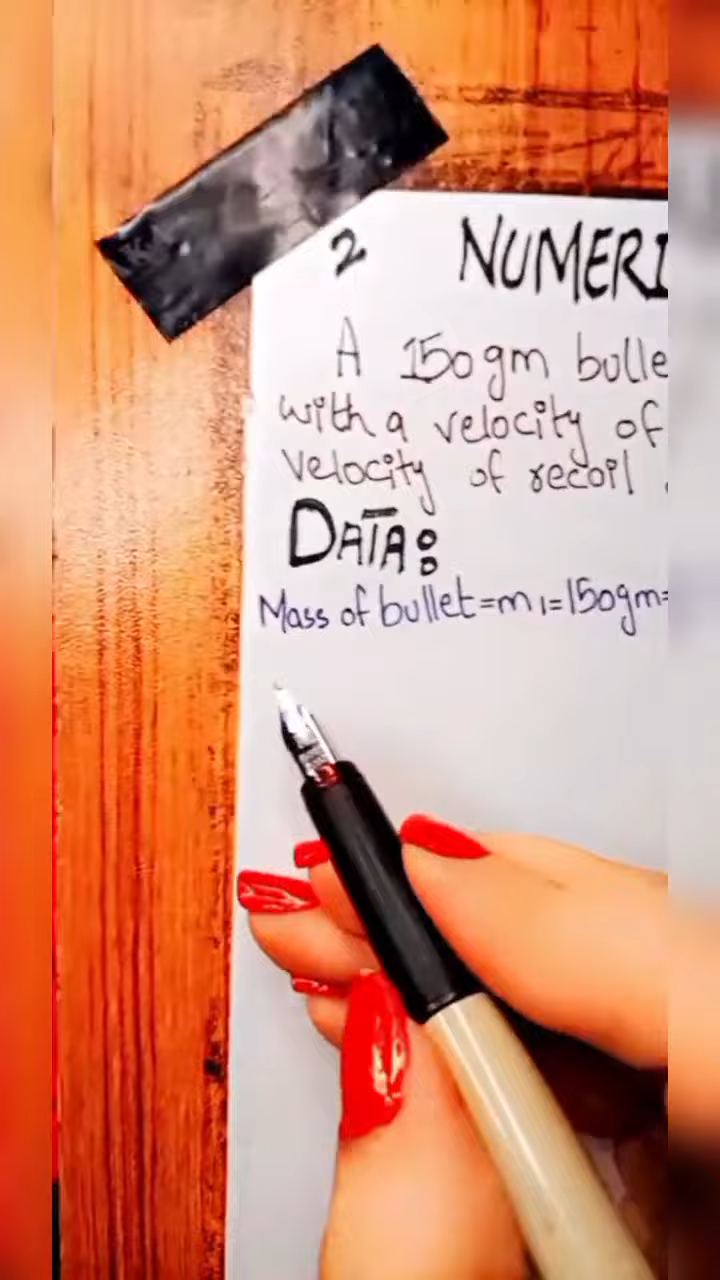 2 NUMERI
A 150gm bulle
with a velocity of
velocity of recoil
DATA:
Mass of bullet=m1=150gm=